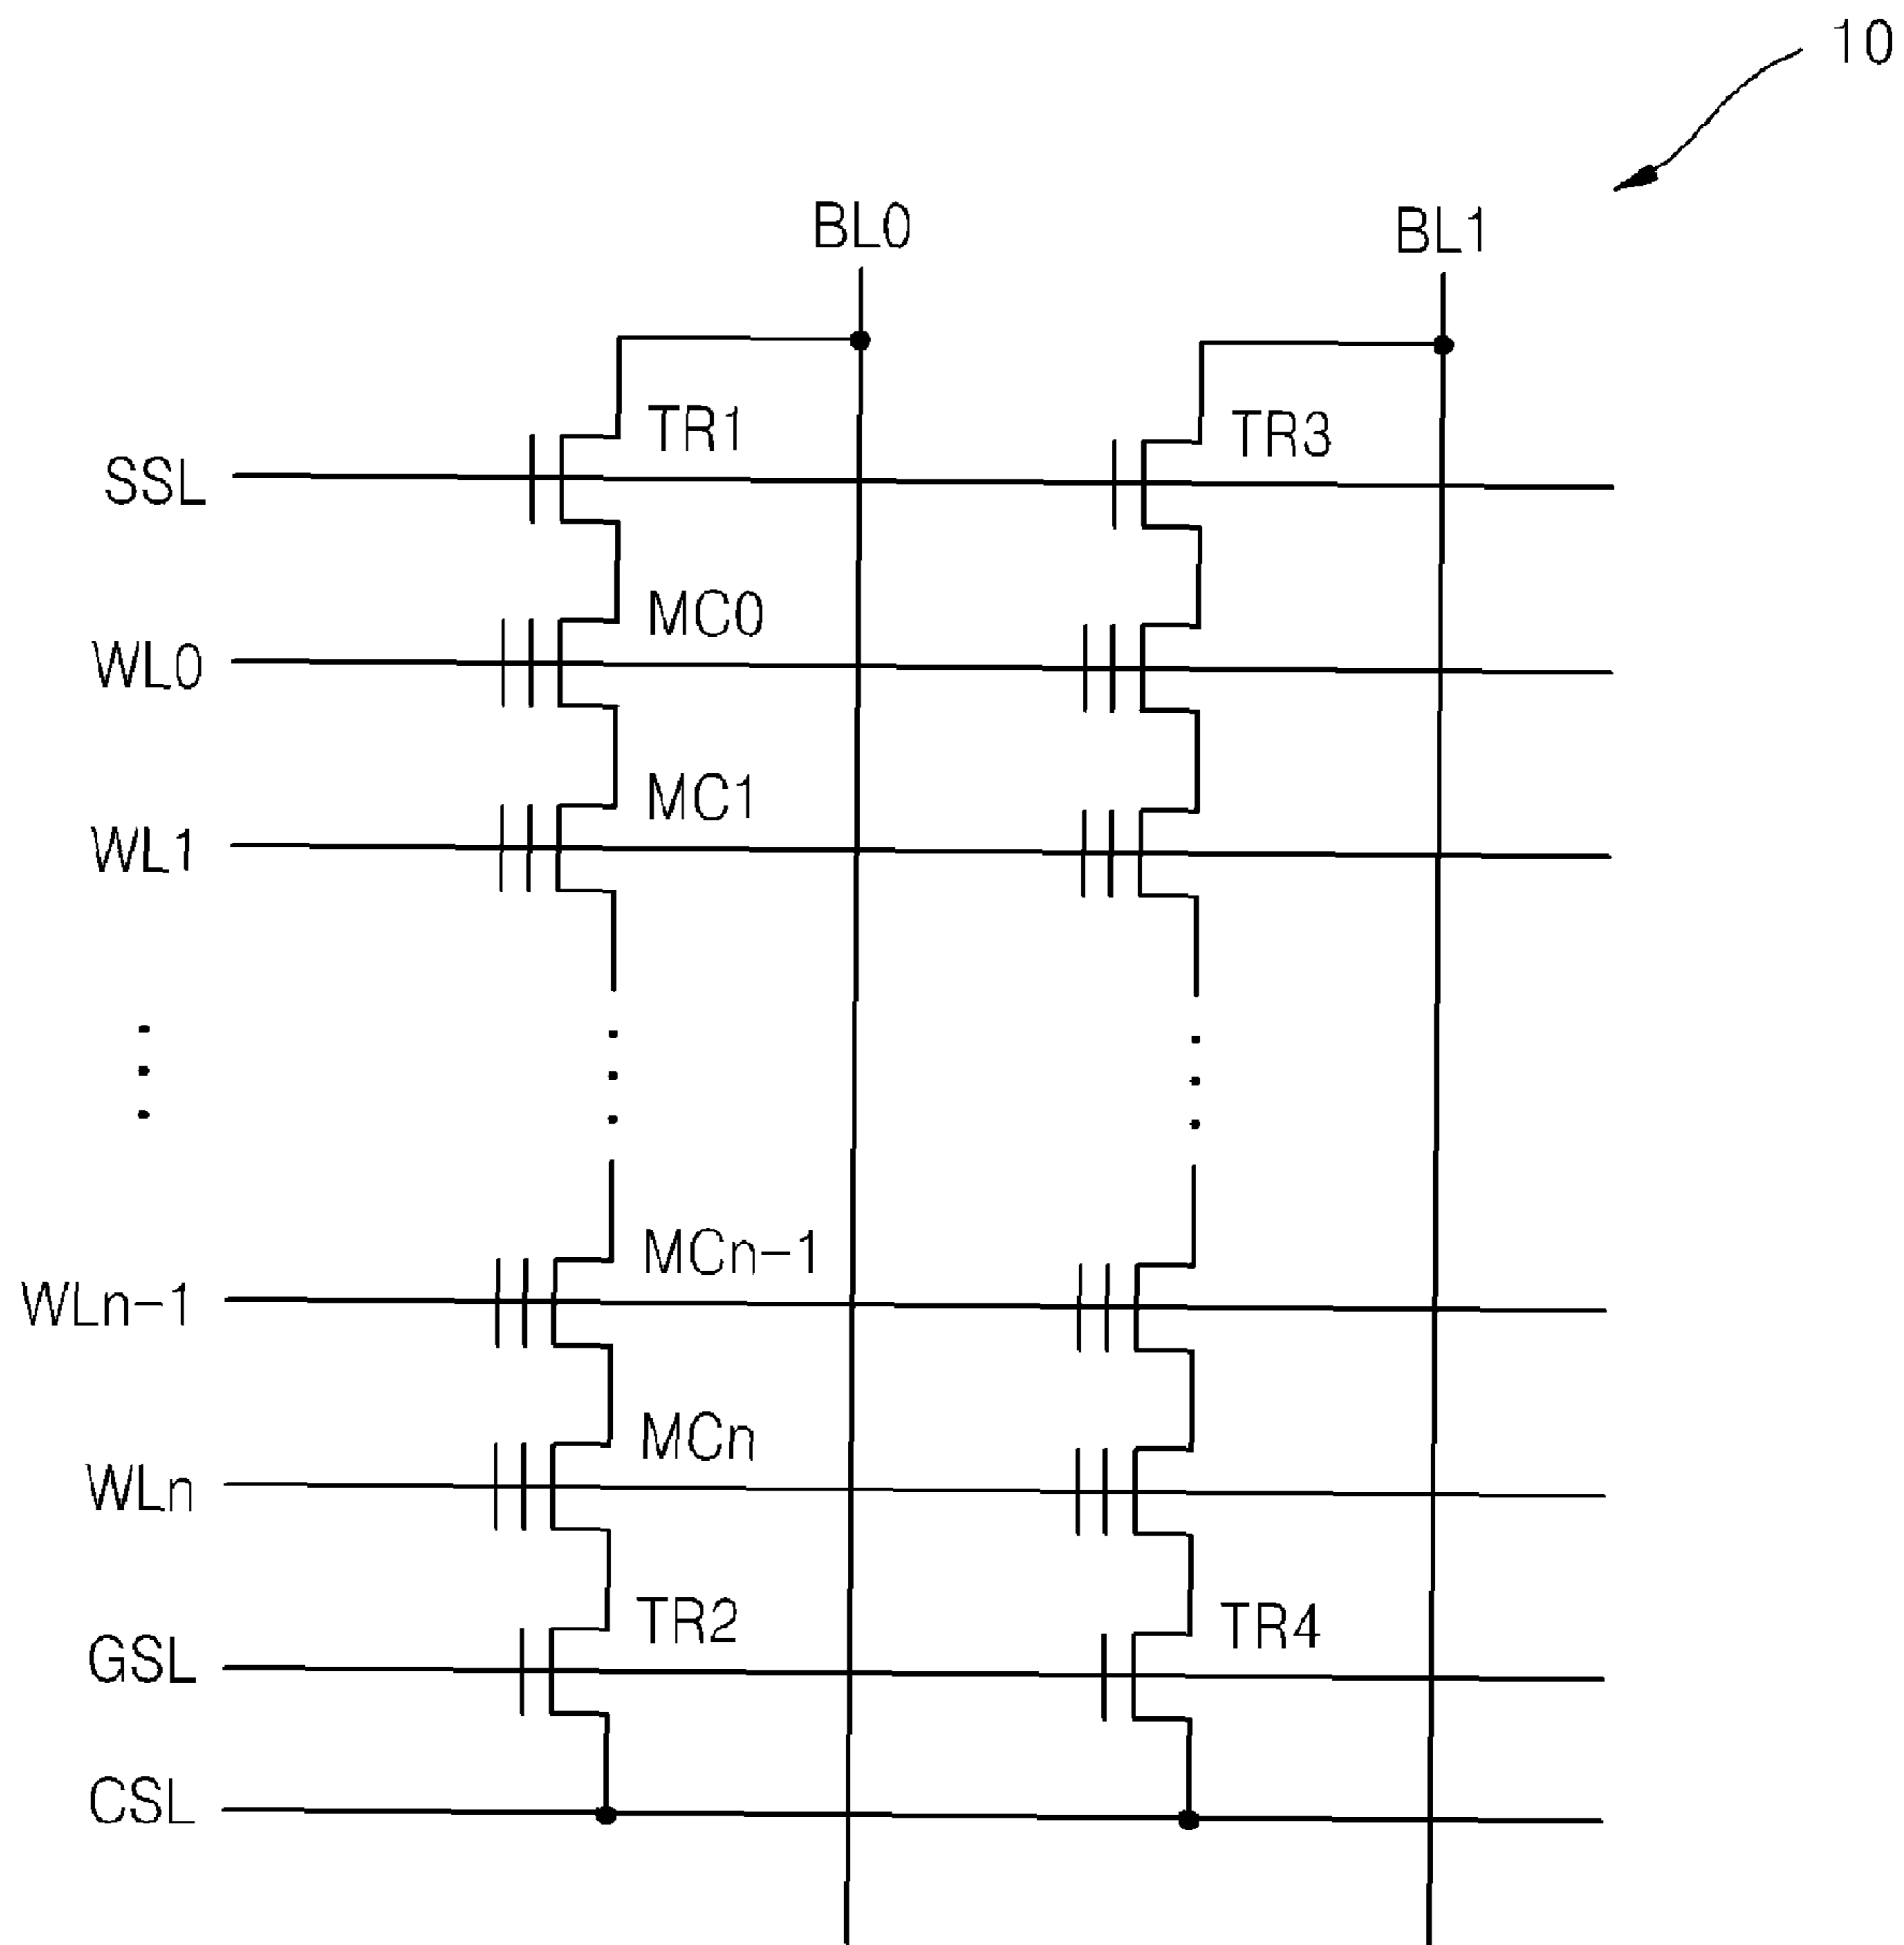 10
BL0 BL1
TR1 TR3
SSL
MC0
WL0
MC1
WL1
MCn-1
WLn-1
MCn
WLn
TR2 TR4
GSL
CSL